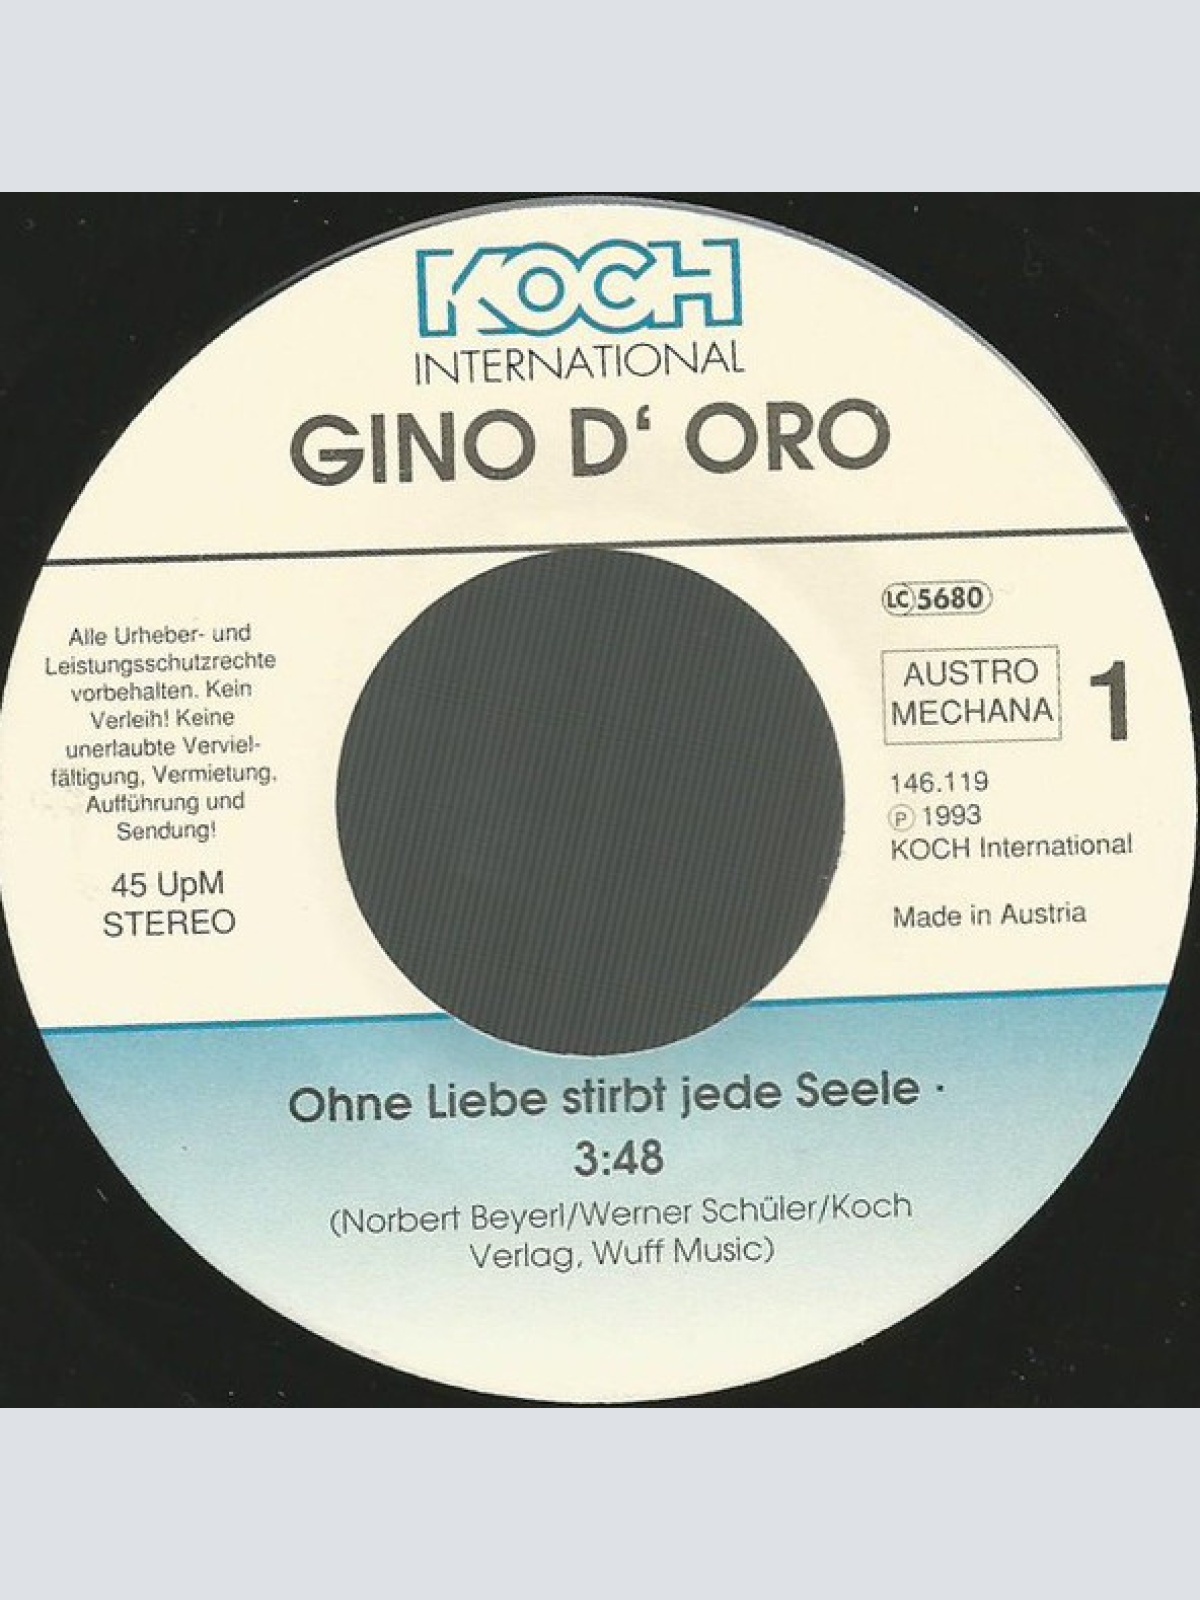 KOCH
INTERNATIONAL
GINO D' ORO
Alle Urheber- und
Leistungsschutzrechte
vorbehalten. Kein
Verleih! Keine
unerlaubte Verviel-
fältigung, Vermietung,
Aufführung und
Sendung!
45 UpM
STEREO
LC 5680
AUSTRO
MECHANA
1
146.119
℗ 1993
KOCH International
Made in Austria
Ohne Liebe stirbt jede Seele ·
3:48
(Norbert Beyerl/Werner Schüler/Koch
Verlag, Wuff Music)